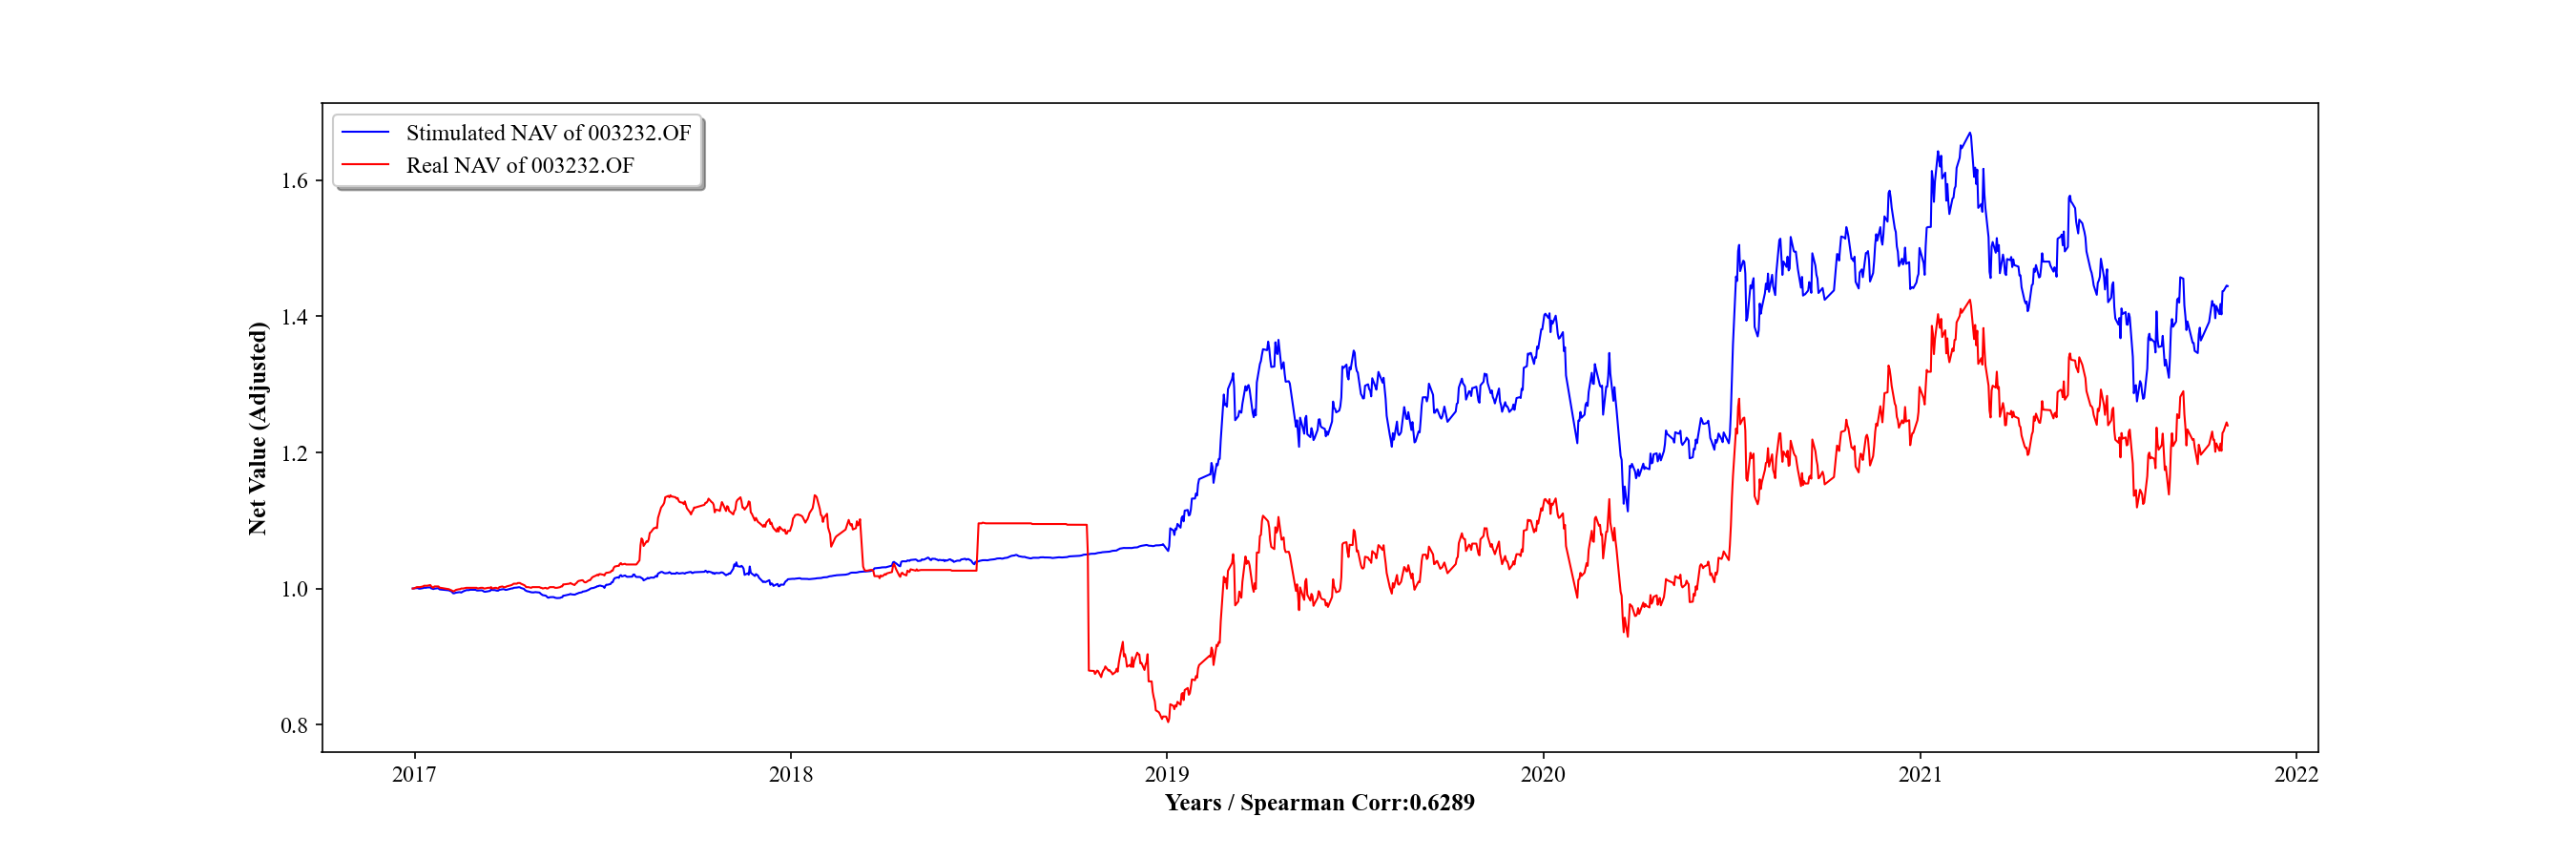 Stimulated NAV of 003232.OF
Real NAV of 003232.OF
Net Value (Adjusted)
1.6
1.4
1.2
1.0
0.8
2017 2018 2019 2020 2021 2022
Years / Spearman Corr:0.6289